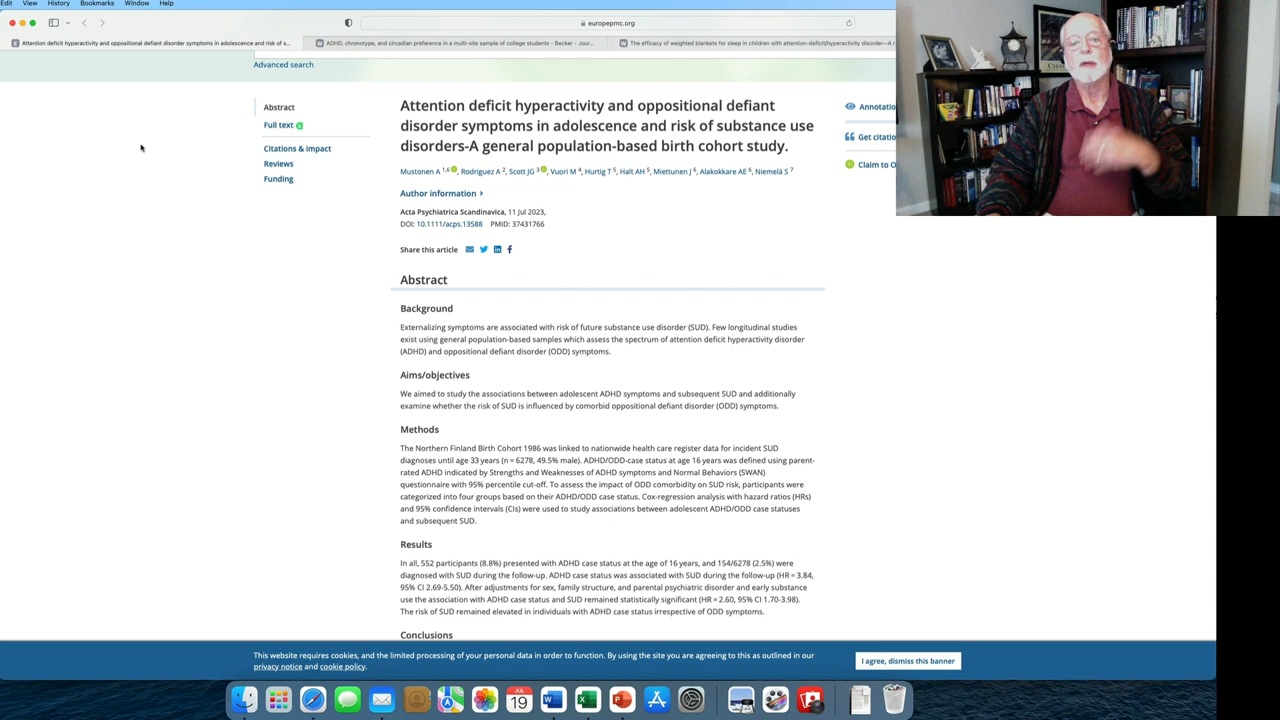 Edit View History Bookmarks Window Help
europepmc.org
Attention deficit hyperactivity and oppositional defiant disorder symptoms in adolescence and risk of s...
ADHD, chronotype, and circadian preference in a multi-site sample of college students - Becker - Jour...
The efficacy of weighted blankets for sleep in children with attention-deficit/hyperactivity disorder—A r
Advanced search
Abstract
Full text
Citations & impact
Reviews
Funding
Attention deficit hyperactivity and oppositional defiant
disorder symptoms in adolescence and risk of substance use
disorders-A general population-based birth cohort study.
Mustonen A 1,6, Rodriguez A 2, Scott JG 3, Vuori M 4, Hurtig T 5, Halt AH 5, Miettunen J 6, Alakokkare AE 6, Niemelä S 7
Author information
Acta Psychiatrica Scandinavica, 11 Jul 2023,
DOI: 10.1111/acps.13588 PMID: 37431766
Share this article
Annotatio
Get citatio
Claim to O
Abstract
Background
Externalizing symptoms are associated with risk of future substance use disorder (SUD). Few longitudinal studies
exist using general population-based samples which assess the spectrum of attention deficit hyperactivity disorder
(ADHD) and oppositional defiant disorder (ODD) symptoms.
Aims/objectives
We aimed to study the associations between adolescent ADHD symptoms and subsequent SUD and additionally
examine whether the risk of SUD is influenced by comorbid oppositional defiant disorder (ODD) symptoms.
Methods
The Northern Finland Birth Cohort 1986 was linked to nationwide health care register data for incident SUD
diagnoses until age 33 years (n = 6278, 49.5% male). ADHD/ODD-case status at age 16 years was defined using parent-
rated ADHD indicated by Strengths and Weaknesses of ADHD symptoms and Normal Behaviors (SWAN)
questionnaire with 95% percentile cut-off. To assess the impact of ODD comorbidity on SUD risk, participants were
categorized into four groups based on their ADHD/ODD case status. Cox-regression analysis with hazard ratios (HRs)
and 95% confidence intervals (CIs) were used to study associations between adolescent ADHD/ODD case statuses
and subsequent SUD.
Results
In all, 552 participants (8.8%) presented with ADHD case status at the age of 16 years, and 154/6278 (2.5%) were
diagnosed with SUD during the follow-up. ADHD case status was associated with SUD during the follow-up (HR = 3.84,
95% CI 2.69-5.50). After adjustments for sex, family structure, and parental psychiatric disorder and early substance
use the association with ADHD case status and SUD remained statistically significant (HR = 2.60, 95% CI 1.70-3.98).
The risk of SUD remained elevated in individuals with ADHD case status irrespective of ODD symptoms.
Conclusions
This website requires cookies, and the limited processing of your personal data in order to function. By using the site you are agreeing to this as outlined in our
privacy notice and cookie policy.
I agree, dismiss this banner
JUL
19